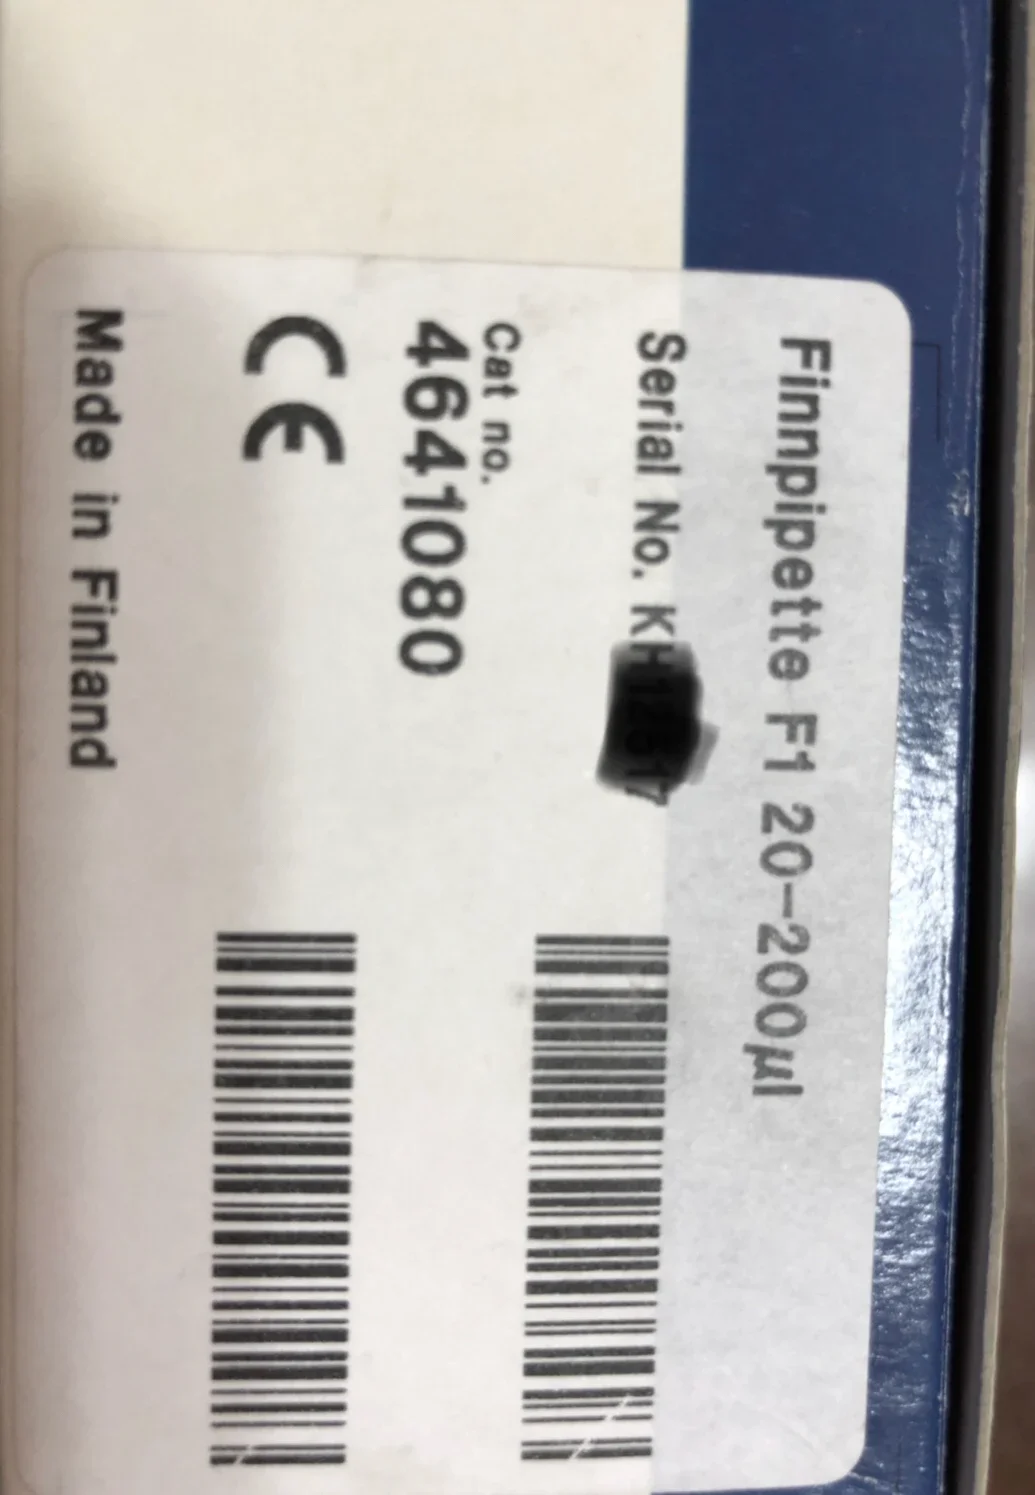 Finnpipette F1 20-200µl
Serial No.
Cat no.
4641080
CE
Made in Finland